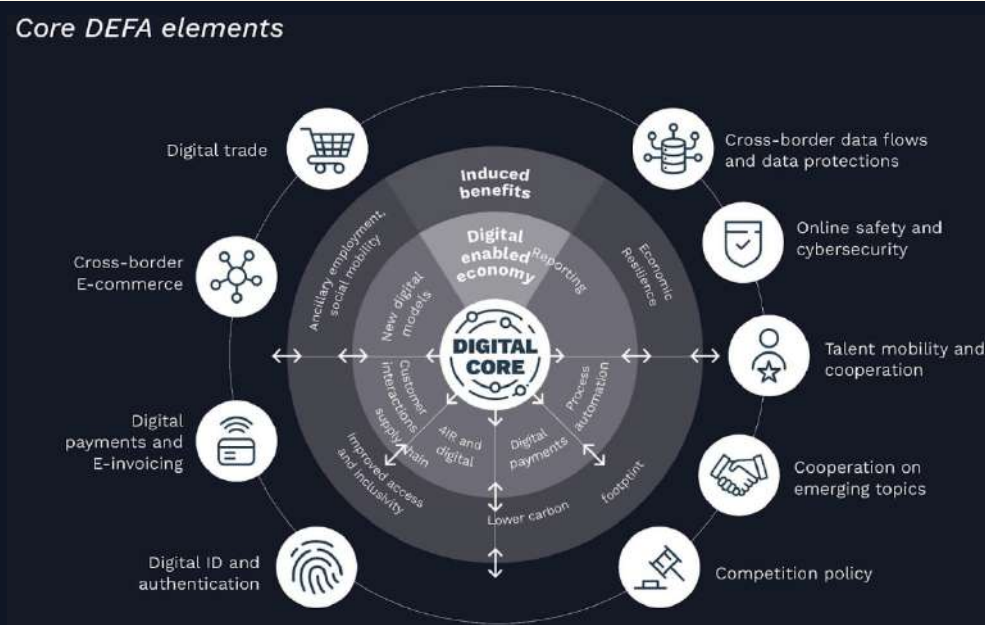 Core DEFA elements
Digital trade
Cross-border
E-commerce
Digital
payments and
E-invoicing
Digital ID and
authentication
Cross-border data flows
and data protections
Online safety and
cybersecurity
Talent mobility and
cooperation
Cooperation on
emerging topics
Competition policy
Induced
benefits
Ancillary employment,
social mobility
Economic
Resilience
Improved access
and inclusivity
Lower carbon
footptint
Digital
enabled
economy
Reporting
New digital
models
Customer
interactions
supply chain
4IR and
digital
Digital
payments
Process
automation
DIGITAL
CORE